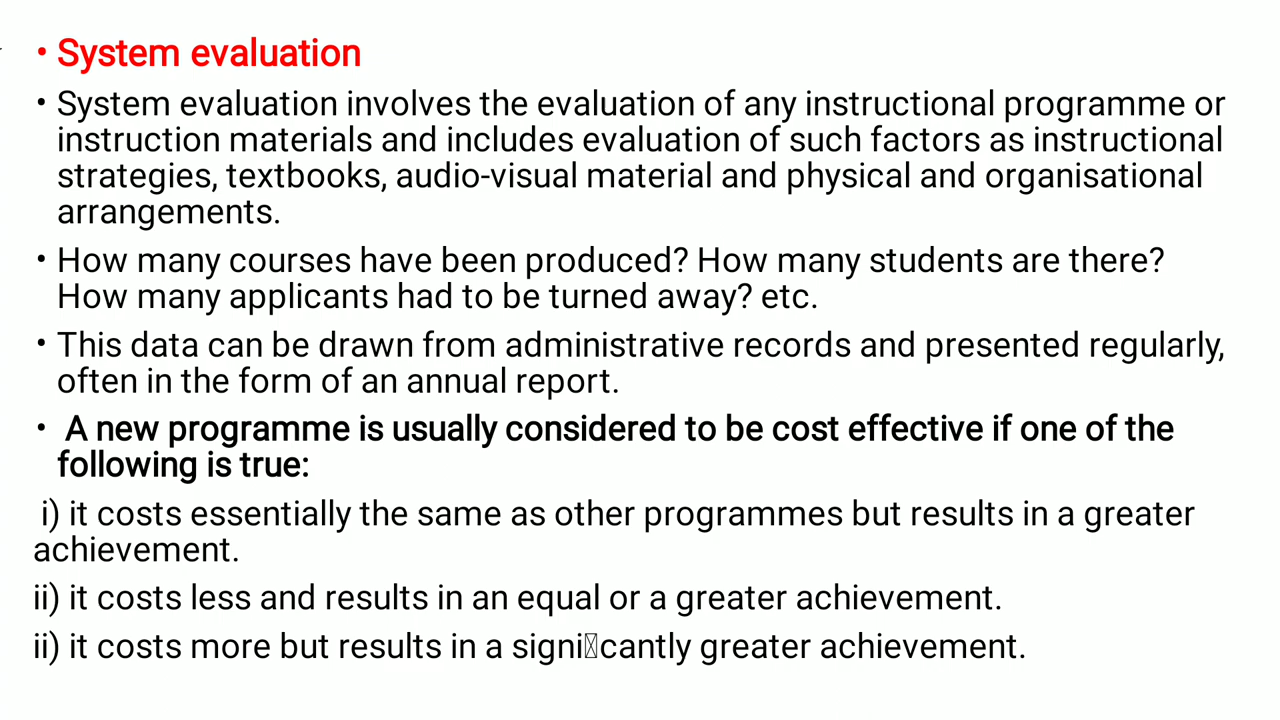 • System evaluation
• System evaluation involves the evaluation of any instructional programme or
instruction materials and includes evaluation of such factors as instructional
strategies, textbooks, audio-visual material and physical and organisational
arrangements.
• How many courses have been produced? How many students are there?
How many applicants had to be turned away? etc.
• This data can be drawn from administrative records and presented regularly,
often in the form of an annual report.
• A new programme is usually considered to be cost effective if one of the
following is true:
i) it costs essentially the same as other programmes but results in a greater
achievement.
ii) it costs less and results in an equal or a greater achievement.
ii) it costs more but results in a signi▯cantly greater achievement.